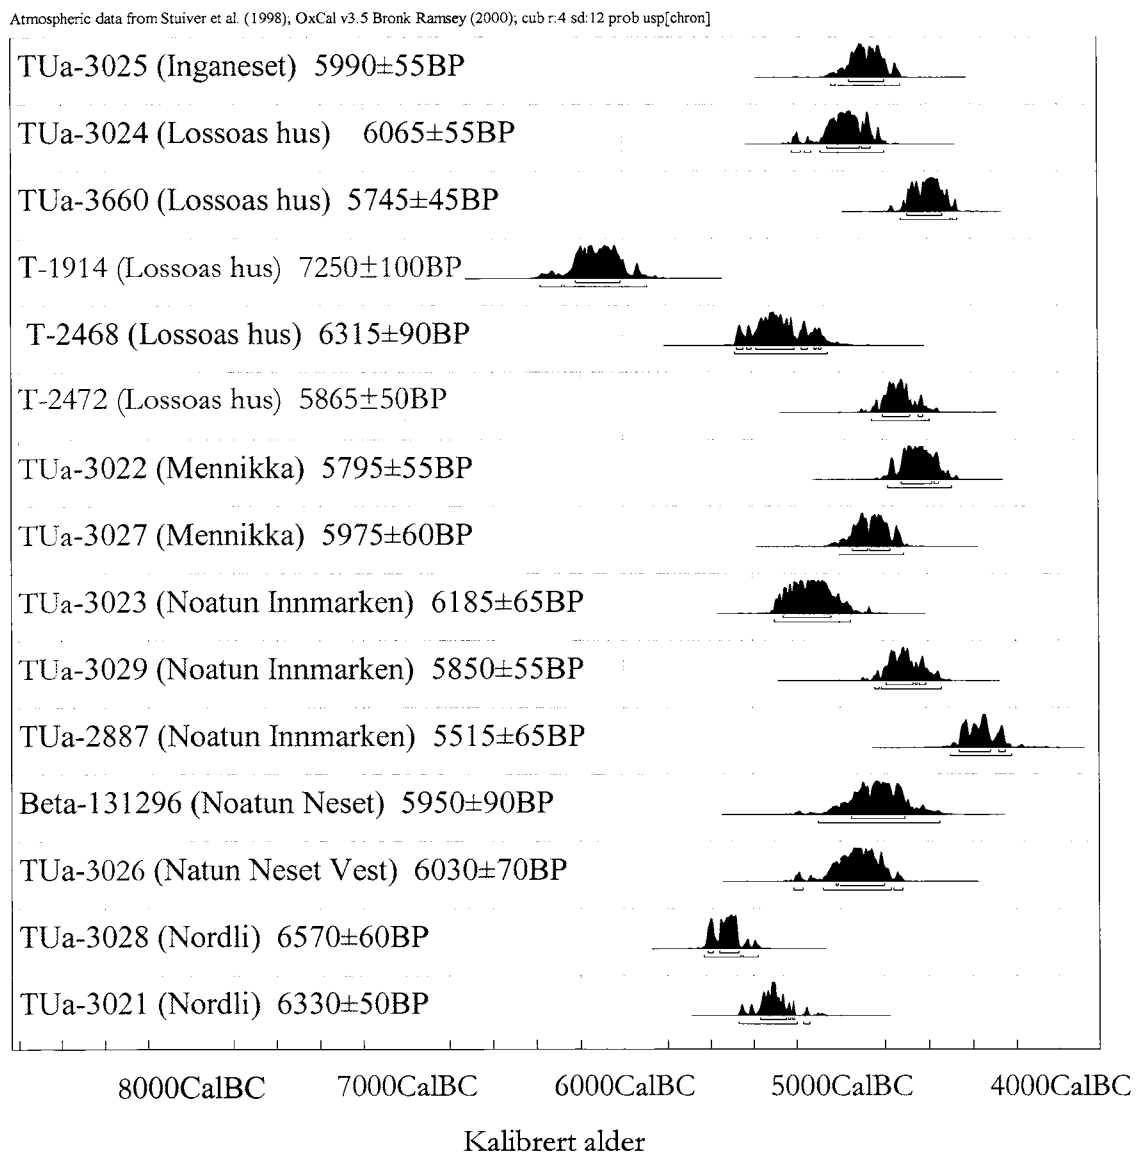 Atmospheric data from Stuiver et al. (1998); OxCal v3.5 Bronk Ramsey (2000); cub r:4 sd:12 prob usp[chron]
TUa-3025 (Inganeset) 5990±55BP
TUa-3024 (Lossoas hus) 6065±55BP
TUa-3660 (Lossoas hus) 5745±45BP
T-1914 (Lossoas hus) 7250±100BP
T-2468 (Lossoas hus) 6315±90BP
T-2472 (Lossoas hus) 5865±50BP
TUa-3022 (Mennikka) 5795±55BP
TUa-3027 (Mennikka) 5975±60BP
TUa-3023 (Noatun Innmarken) 6185±65BP
TUa-3029 (Noatun Innmarken) 5850±55BP
TUa-2887 (Noatun Innmarken) 5515±65BP
Beta-131296 (Noatun Neset) 5950±90BP
TUa-3026 (Natun Neset Vest) 6030±70BP
TUa-3028 (Nordli) 6570±60BP
TUa-3021 (Nordli) 6330±50BP
8000CalBC 7000CalBC 6000CalBC 5000CalBC 4000CalBC
Kalibrert alder